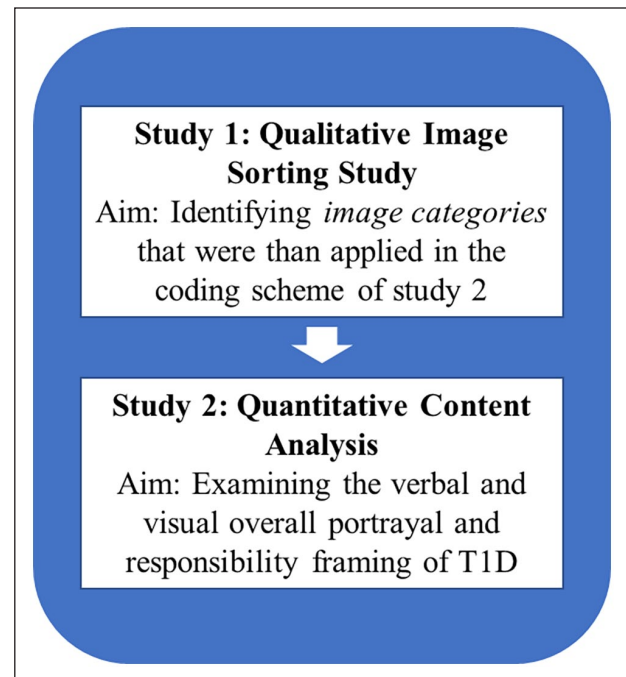 Study 1: Qualitative Image
Sorting Study
Aim: Identifying image categories
that were than applied in the
coding scheme of study 2
Study 2: Quantitative Content
Analysis
Aim: Examining the verbal and
visual overall portrayal and
responsibility framing of T1D